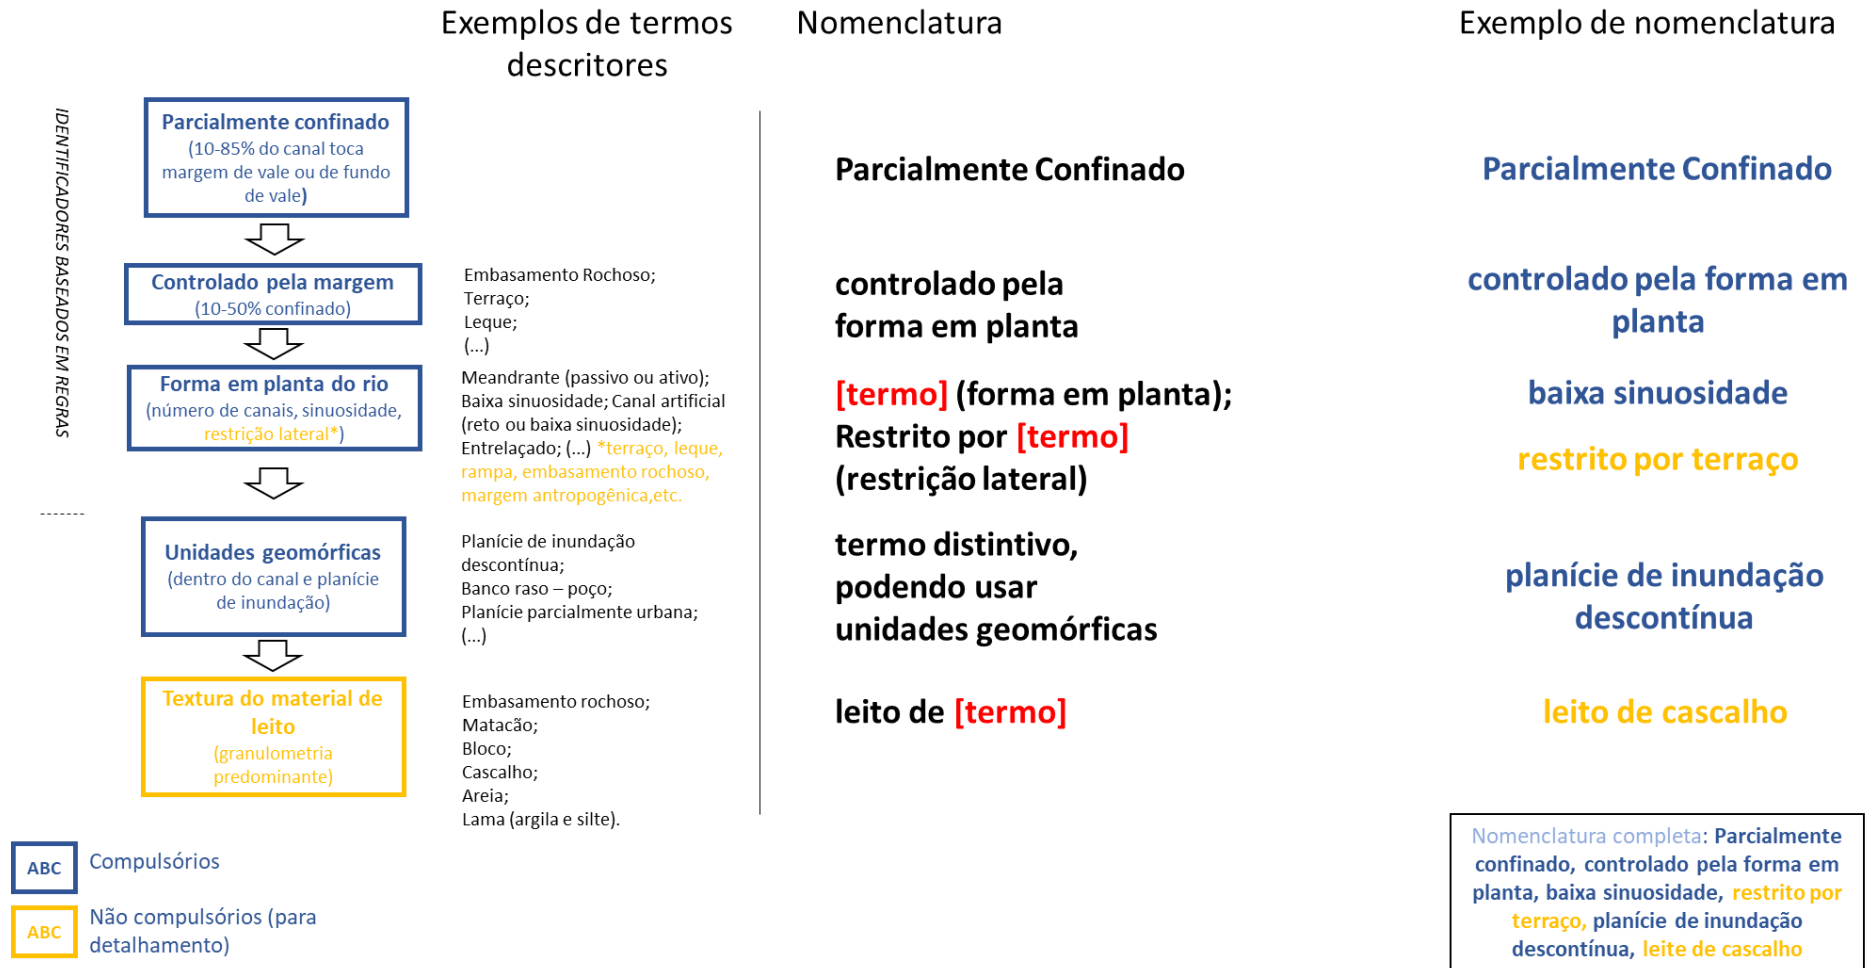 Exemplos de termos
descritores
Nomenclatura
Exemplo de nomenclatura
IDENTIFICADORES BASEADOS EM REGRAS
Parcialmente confinado
(10-85% do canal toca
margem de vale ou de fundo
de vale)
Parcialmente Confinado
Parcialmente Confinado
Controlado pela margem
(10-50% confinado)
Embasamento Rochoso;
Terraço;
Leque;
(...)
controlado pela
forma em planta
controlado pela forma em
planta
Forma em planta do rio
(número de canais, sinuosidade,
restrição lateral*)
Meandrante (passivo ou ativo);
Baixa sinuosidade; Canal artificial
(reto ou baixa sinuosidade);
Entrelaçado; (...) *terraço, leque,
rampa, embasamento rochoso,
margem antropogênica,etc.
[termo] (forma em planta);
Restrito por [termo]
(restrição lateral)
baixa sinuosidade
restrito por terraço
-------
Unidades geomórficas
(dentro do canal e planície
de inundação)
Planície de inundação
descontínua;
Banco raso – poço;
Planície parcialmente urbana;
(...)
termo distintivo,
podendo usar
unidades geomórficas
planície de inundação
descontínua
Textura do material de
leito
(granulometria
predominante)
Embasamento rochoso;
Matacão;
Bloco;
Cascalho;
Areia;
Lama (argila e silte).
leito de [termo]
leito de cascalho
ABC
Compulsórios
ABC
Não compulsórios (para
detalhamento)
Nomenclatura completa: Parcialmente
confinado, controlado pela forma em
planta, baixa sinuosidade, restrito por
terraço, planície de inundação
descontínua, leite de cascalho